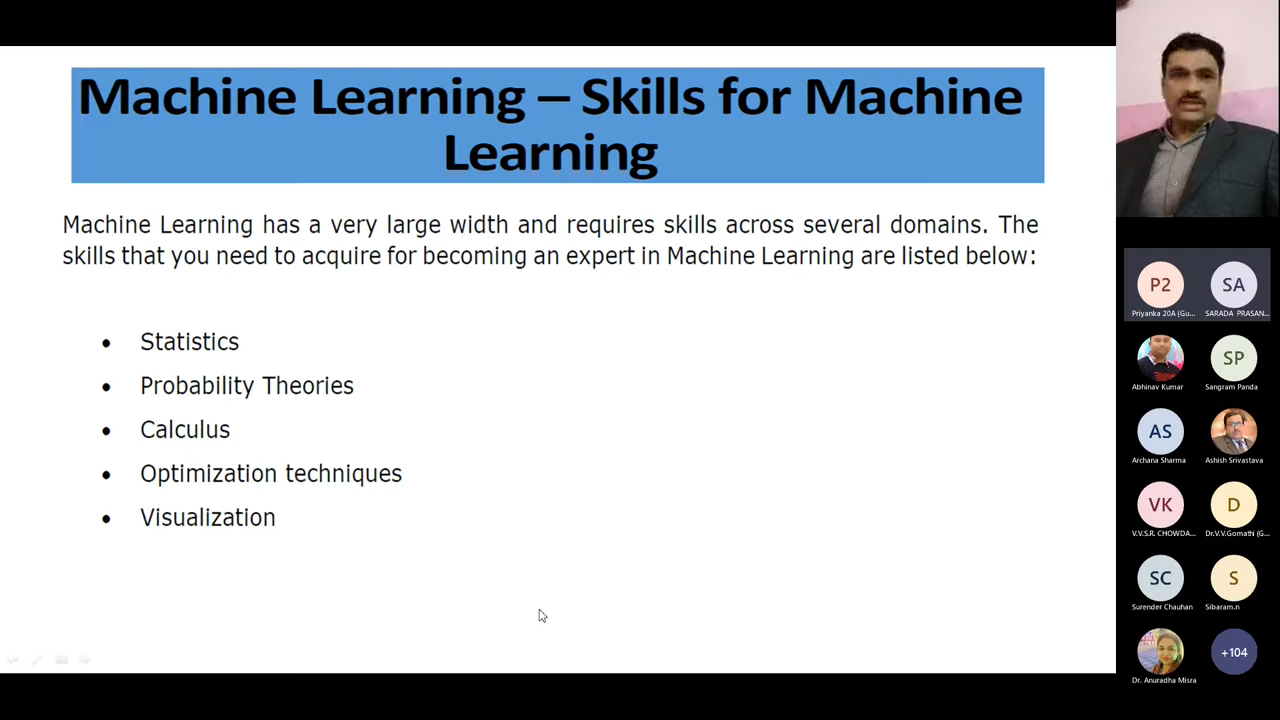 Machine Learning – Skills for Machine
Learning
Machine Learning has a very large width and requires skills across several domains. The
skills that you need to acquire for becoming an expert in Machine Learning are listed below:
• Statistics
• Probability Theories
• Calculus
• Optimization techniques
• Visualization
P2
SA
Priyanka 20A (Gu...
SARADA PRASAN...
SP
Abhinav Kumar
Sangram Panda
AS
Archana Sharma
Ashish Srivastava
VK
D
V.V.S.R. CHOWDA...
Dr.V.V.Gomathi (G...
SC
S
Surender Chauhan
Sibaram.n
+104
Dr. Anuradha Misra